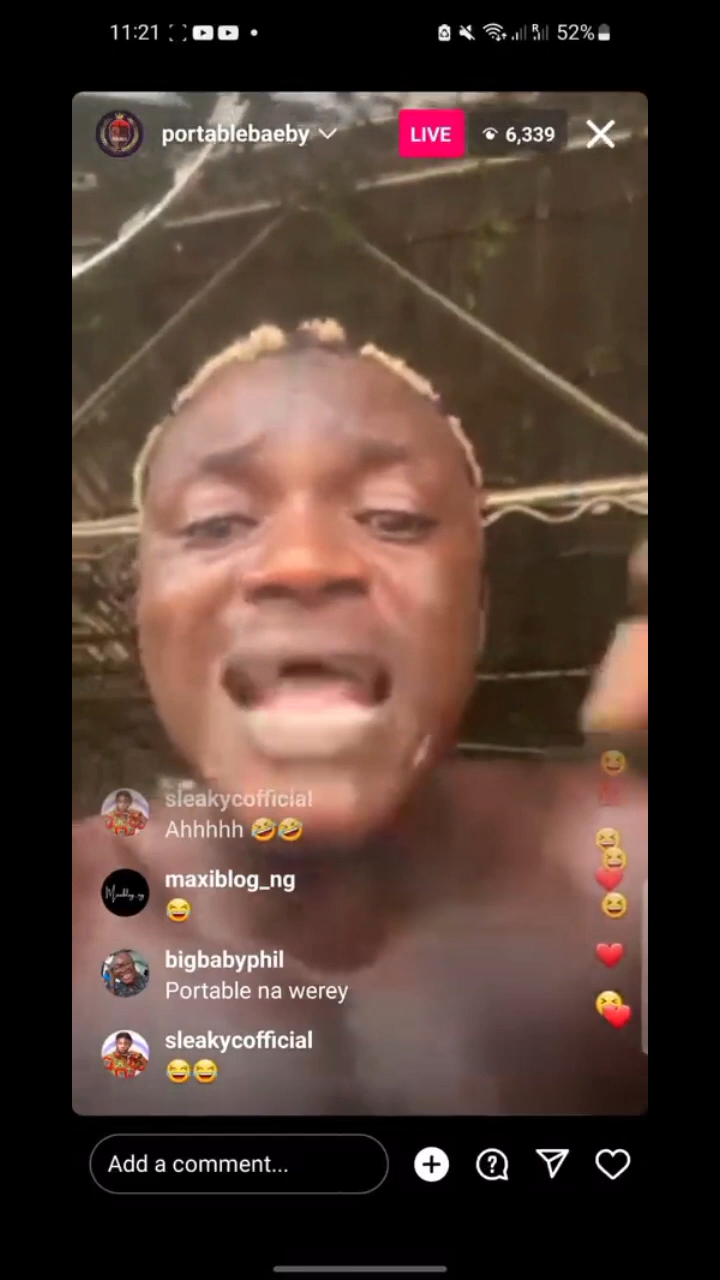 11:21
52%
portablebaeby
LIVE
6,339
sleakycofficial
Ahhhhh 🤣🤣
maxiblog_ng
😂
bigbabyphil
Portable na werey
sleakycofficial
😂😂
Add a comment...